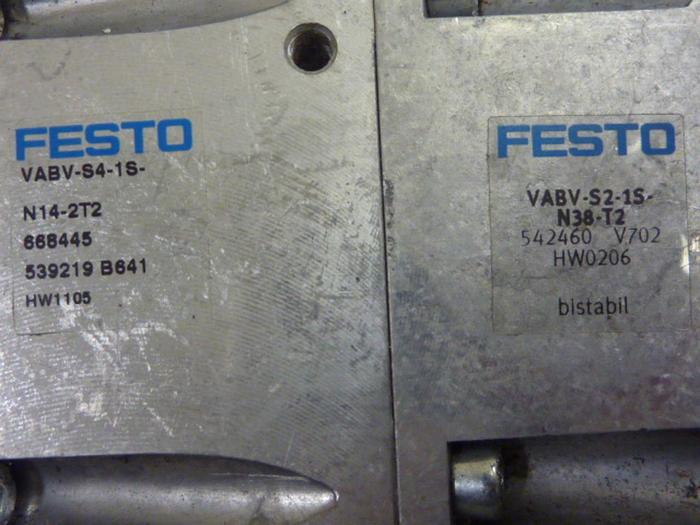 FESTO
VABV-S4-1S-
N14-2T2
668445
539219 B641
HW1105
FESTO
VABV-S2-1S-
N38-T2
542460 V702
HW0206
bistabil